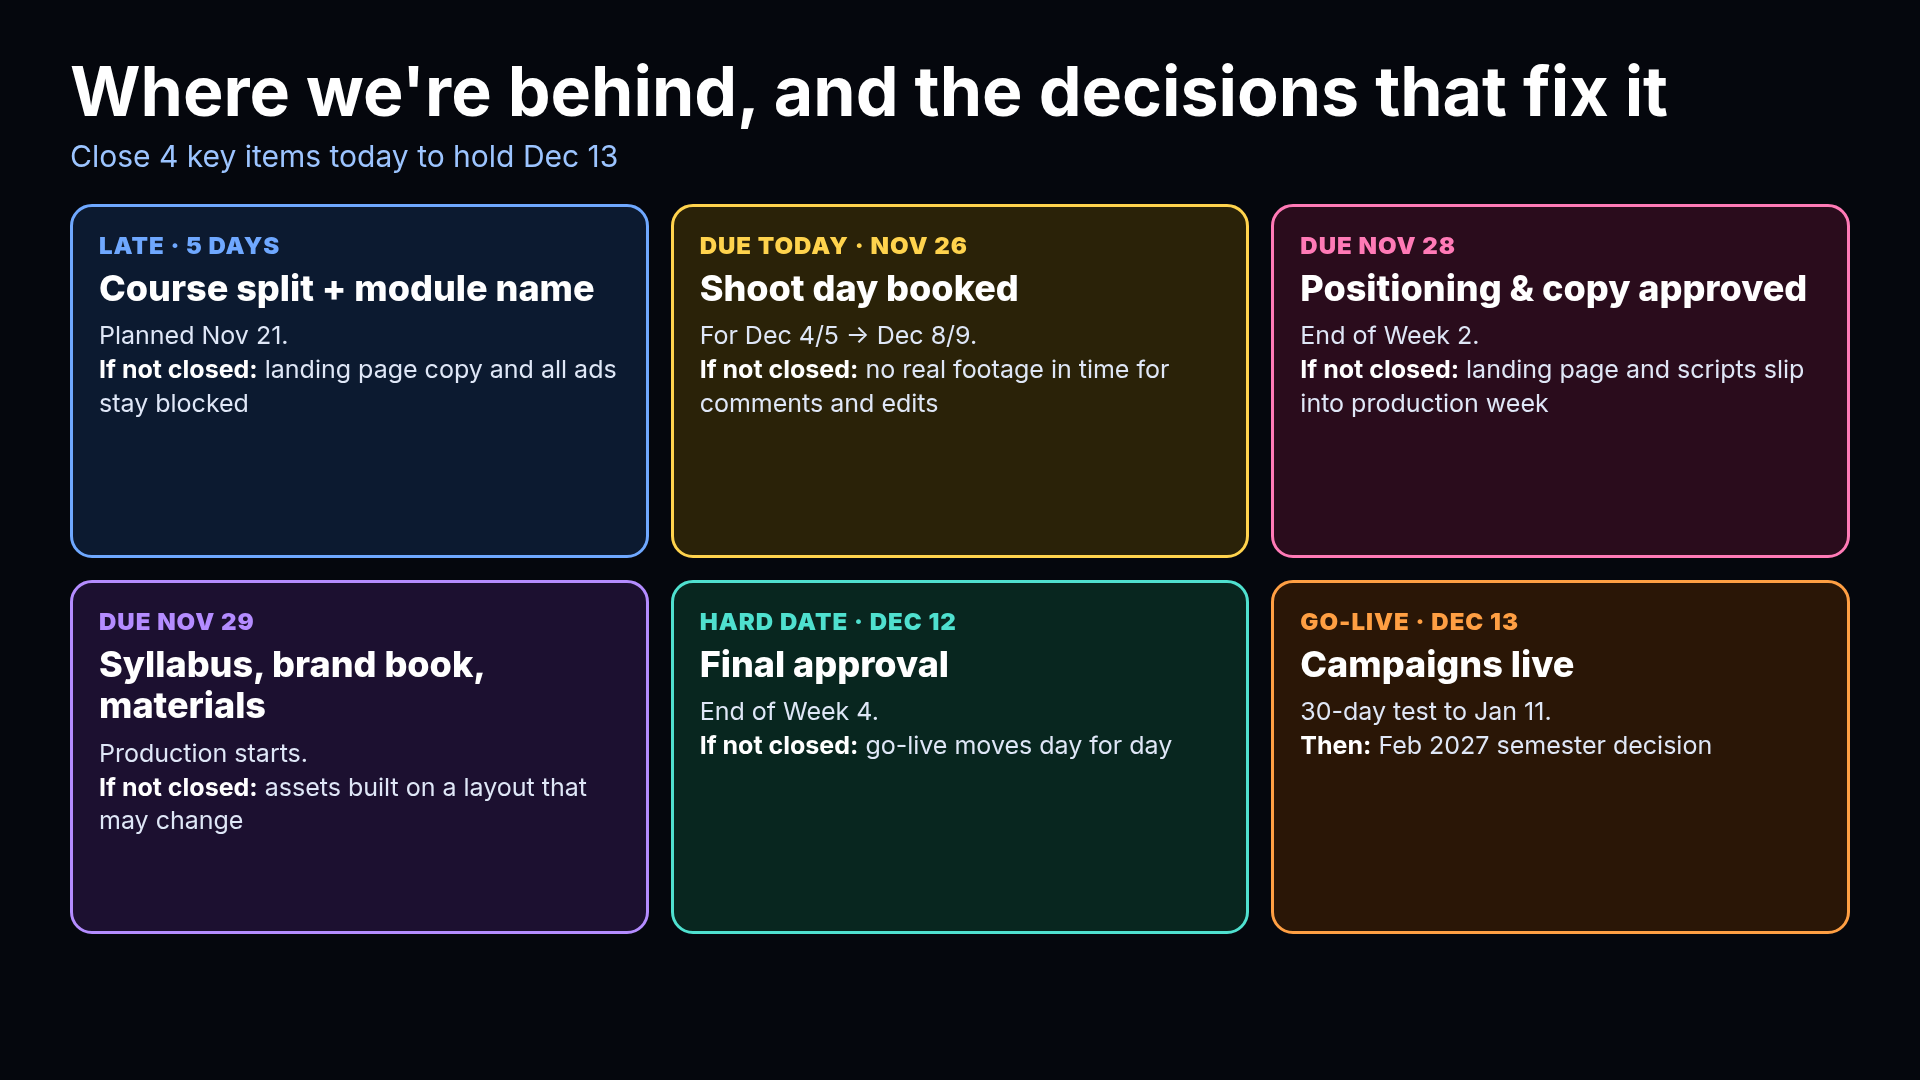 Where we're behind, and the decisions that fix it
Close 4 key items today to hold Dec 13
LATE · 5 DAYS
Course split + module name
Planned Nov 21.
If not closed: landing page copy and all ads
stay blocked
DUE TODAY · NOV 26
Shoot day booked
For Dec 4/5 → Dec 8/9.
If not closed: no real footage in time for
comments and edits
DUE NOV 28
Positioning & copy approved
End of Week 2.
If not closed: landing page and scripts slip
into production week
DUE NOV 29
Syllabus, brand book,
materials
Production starts.
If not closed: assets built on a layout that
may change
HARD DATE · DEC 12
Final approval
End of Week 4.
If not closed: go-live moves day for day
GO-LIVE · DEC 13
Campaigns live
30-day test to Jan 11.
Then: Feb 2027 semester decision